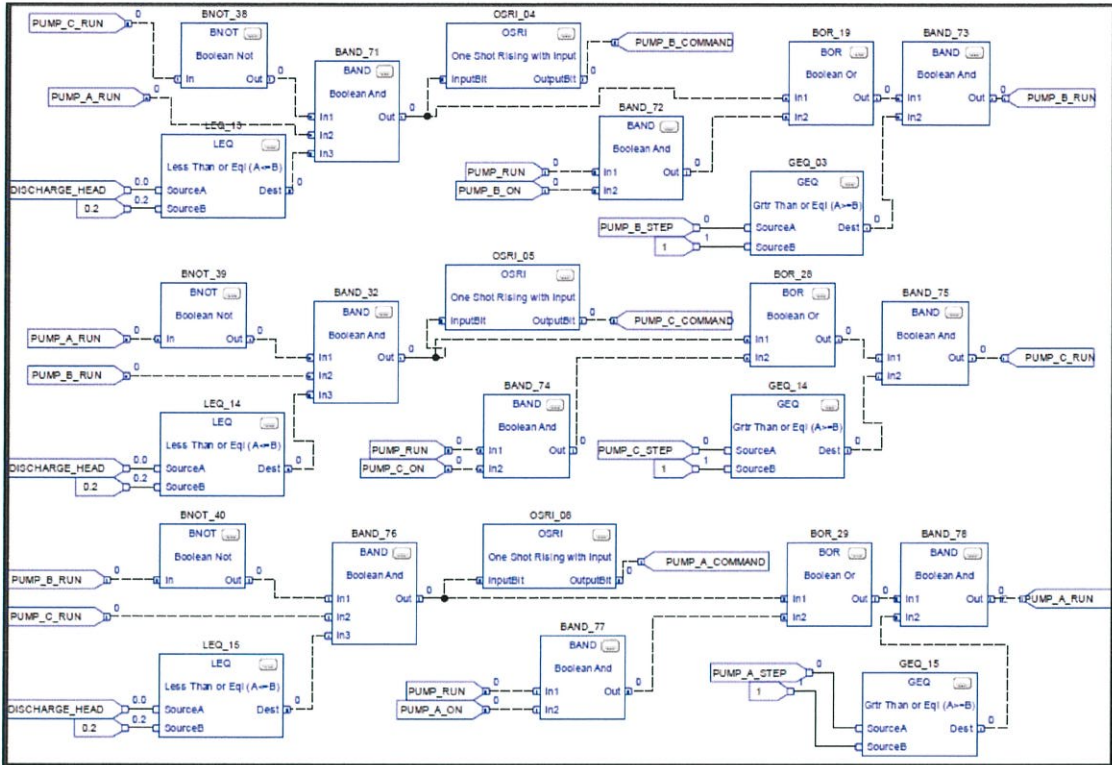 BNOT_38
BNOT
Boolean Not
In Out
PUMP_C_RUN
0
0
PUMP_A_RUN
0
LEQ_13
LEQ
Less Than or Eql (A<=B)
SourceA Dest
SourceB
DISCHARGE_HEAD
0.0
0.2
0.2
0
BAND_71
BAND
Boolean And
In1 Out
In2
In3
0
OSRI_04
OSRI
One Shot Rising with Input
InputBit OutputBit
0
PUMP_B_COMMAND
BAND_72
BAND
Boolean And
In1 Out
In2
PUMP_RUN
0
PUMP_B_ON
0
0
BOR_19
BOR
Boolean Or
In1 Out
In2
0
BAND_73
BAND
Boolean And
In1 Out
In2
0
PUMP_B_RUN
GEQ_03
GEQ
Grtr Than or Eql (A>=B)
SourceA Dest
SourceB
PUMP_B_STEP
0
1
1
0
BNOT_39
BNOT
Boolean Not
In Out
PUMP_A_RUN
0
0
PUMP_B_RUN
0
LEQ_14
LEQ
Less Than or Eql (A<=B)
SourceA Dest
SourceB
DISCHARGE_HEAD
0.0
0.2
0.2
0
BAND_32
BAND
Boolean And
In1 Out
In2
In3
0
OSRI_05
OSRI
One Shot Rising with Input
InputBit OutputBit
0
PUMP_C_COMMAND
BAND_74
BAND
Boolean And
In1 Out
In2
PUMP_RUN
0
PUMP_C_ON
0
0
BOR_28
BOR
Boolean Or
In1 Out
In2
0
BAND_75
BAND
Boolean And
In1 Out
In2
0
PUMP_C_RUN
GEQ_14
GEQ
Grtr Than or Eql (A>=B)
SourceA Dest
SourceB
PUMP_C_STEP
0
1
1
0
BNOT_40
BNOT
Boolean Not
In Out
PUMP_B_RUN
0
0
PUMP_C_RUN
0
LEQ_15
LEQ
Less Than or Eql (A<=B)
SourceA Dest
SourceB
DISCHARGE_HEAD
0.0
0.2
0.2
0
BAND_76
BAND
Boolean And
In1 Out
In2
In3
0
OSRI_06
OSRI
One Shot Rising with Input
InputBit OutputBit
0
PUMP_A_COMMAND
BAND_77
BAND
Boolean And
In1 Out
In2
PUMP_RUN
0
PUMP_A_ON
0
0
BOR_29
BOR
Boolean Or
In1 Out
In2
0
BAND_78
BAND
Boolean And
In1 Out
In2
0
PUMP_A_RUN
GEQ_15
GEQ
Grtr Than or Eql (A>=B)
SourceA Dest
SourceB
PUMP_A_STEP
0
1
1
0